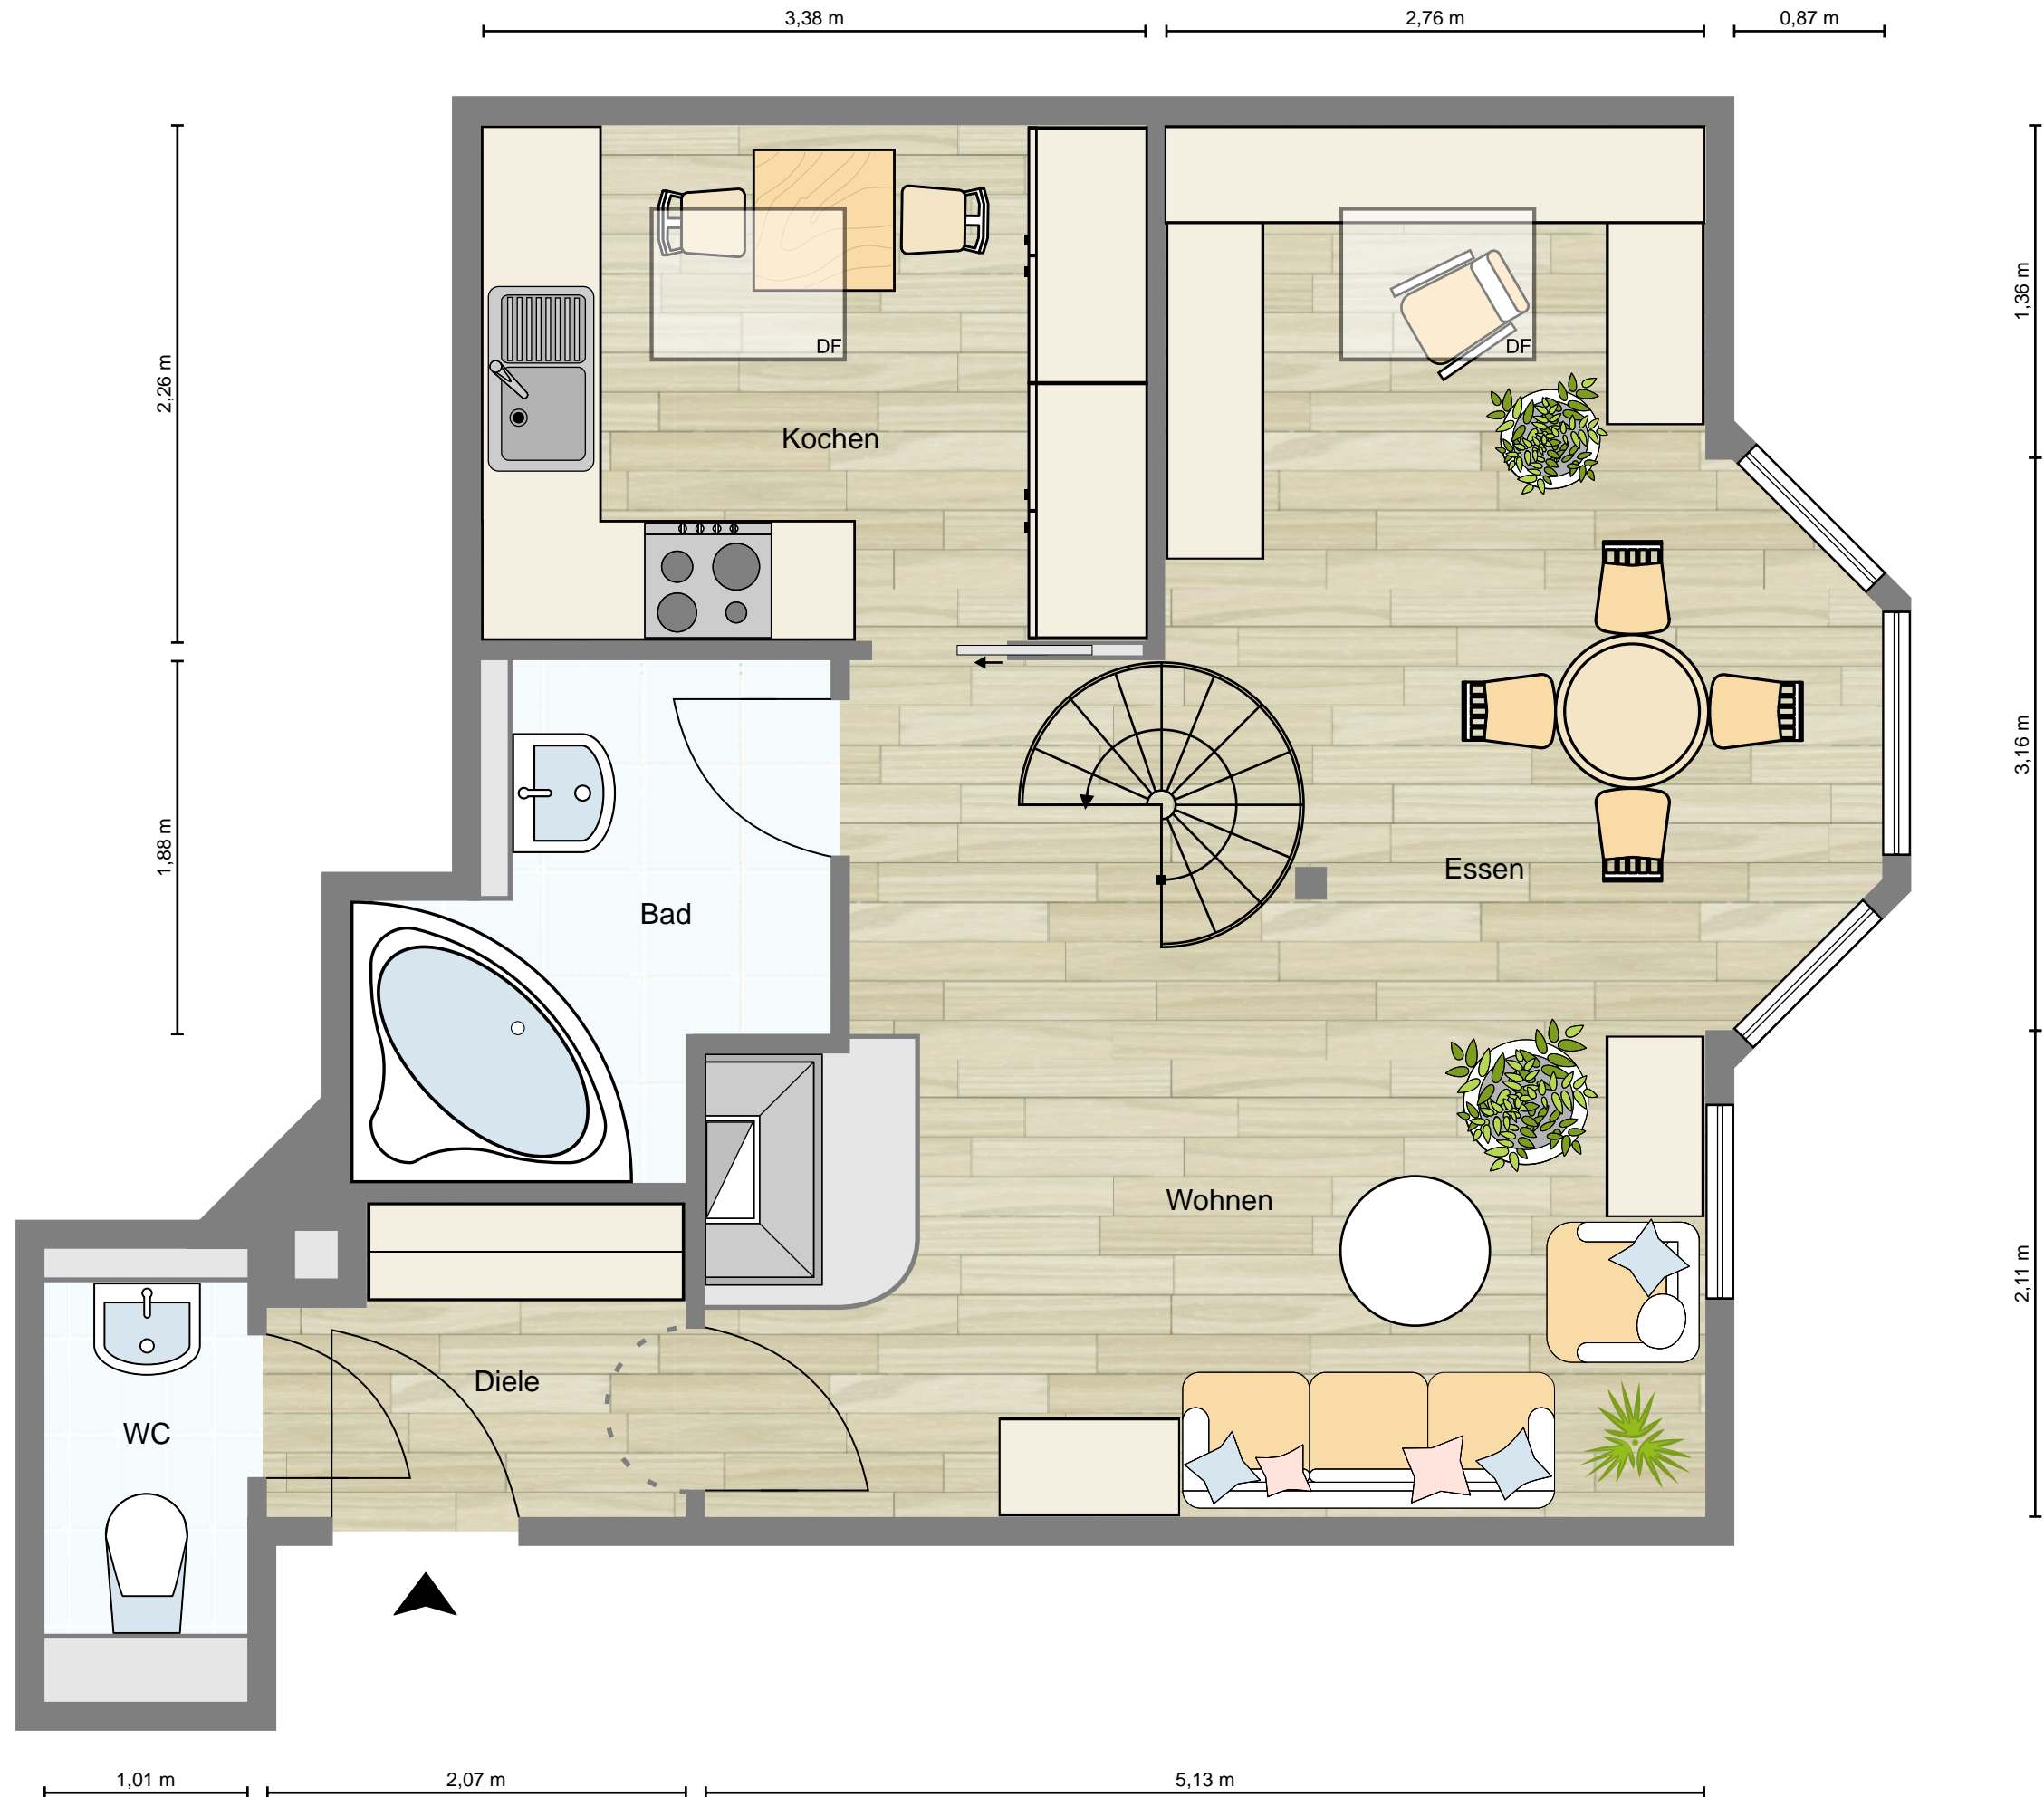 3,38 m
2,76 m
0,87 m
2,26 m
1,36 m
DF
DF
Kochen
3,16 m
1,88 m
Essen
Bad
Wohnen
2,11 m
Diele
WC
1,01 m
2,07 m
5,13 m